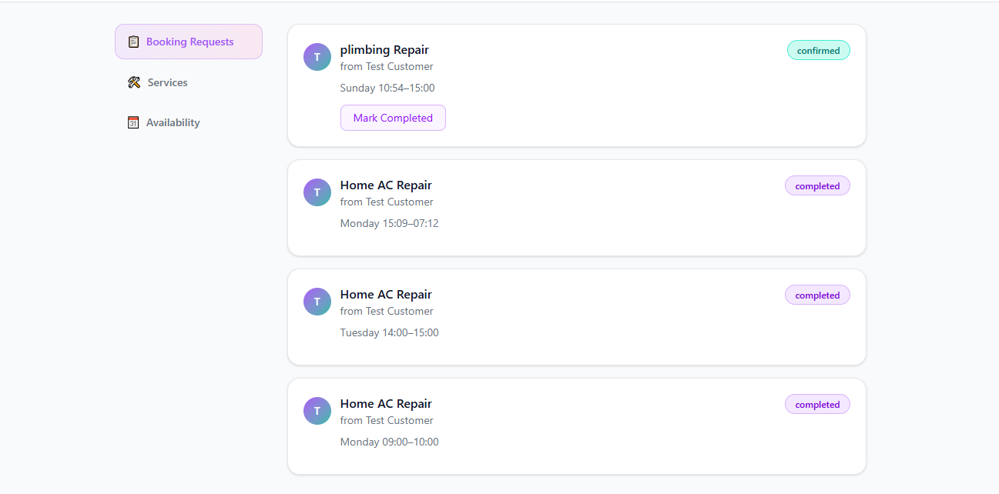 Booking Requests
Services
31
Availability
T
plimbing Repair
confirmed
from Test Customer
Sunday 10:54–15:00
Mark Completed
T
Home AC Repair
completed
from Test Customer
Monday 15:09–07:12
T
Home AC Repair
completed
from Test Customer
Tuesday 14:00–15:00
T
Home AC Repair
completed
from Test Customer
Monday 09:00–10:00